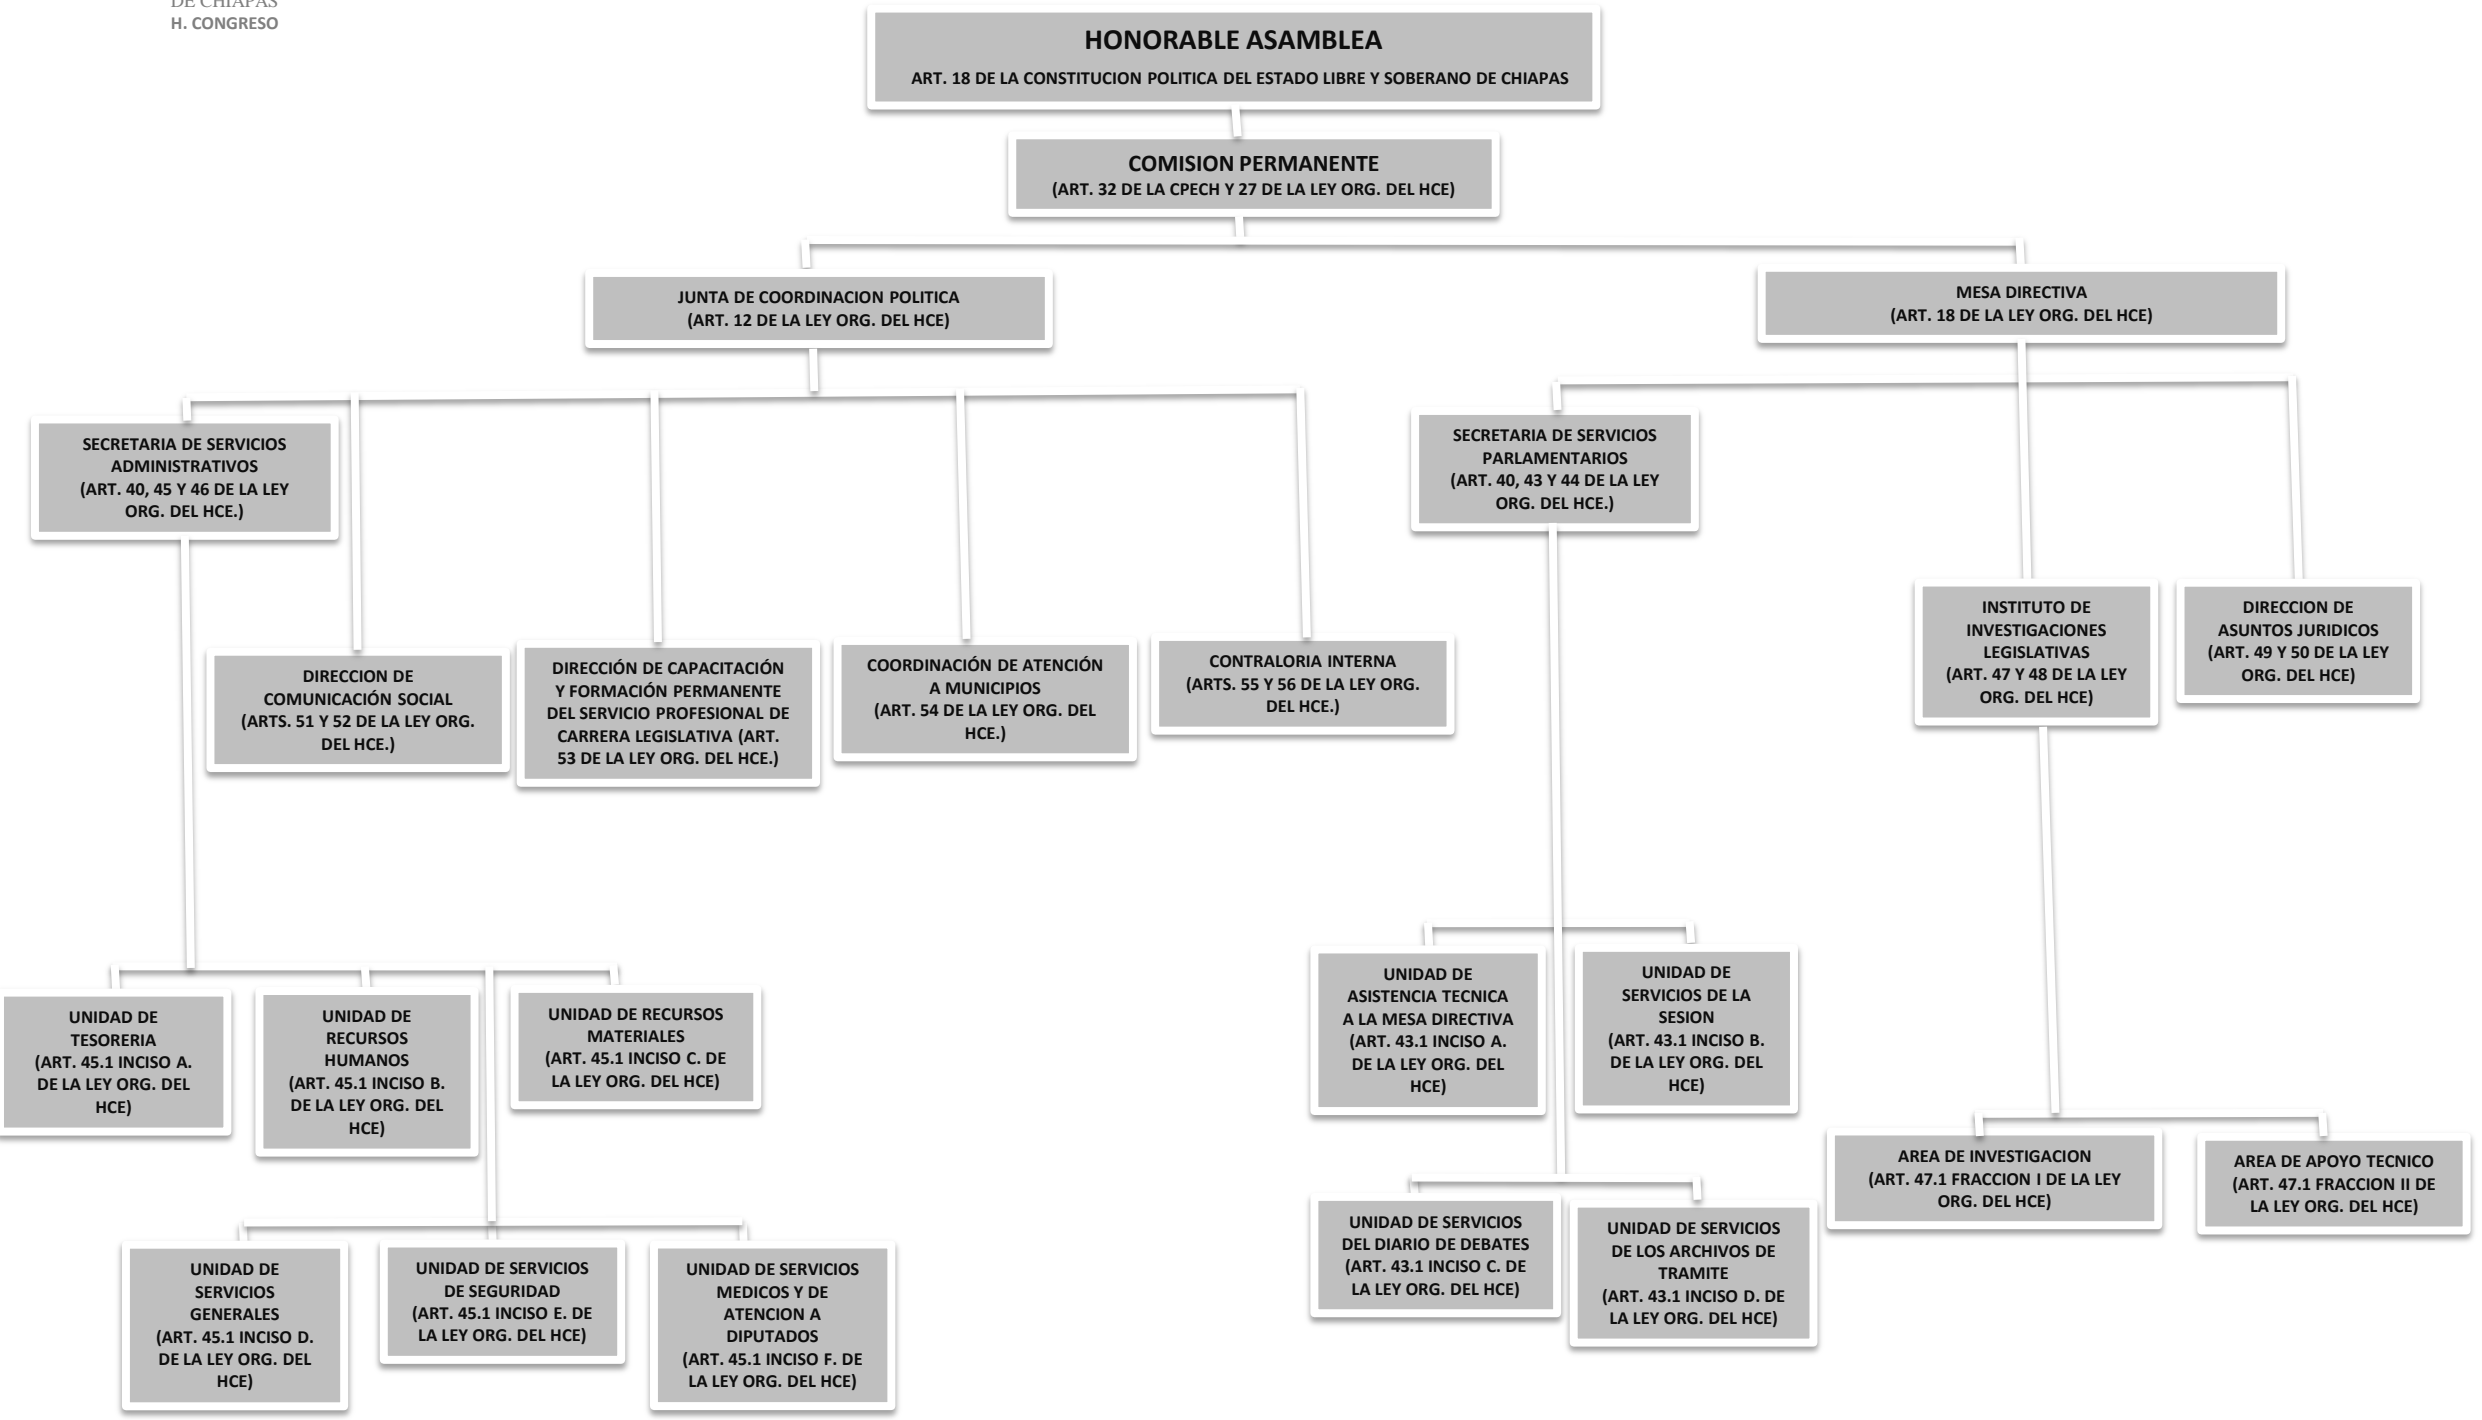 DE CHIAPAS
H. CONGRESO
HONORABLE ASAMBLEA
ART. 18 DE LA CONSTITUCION POLITICA DEL ESTADO LIBRE Y SOBERANO DE CHIAPAS
COMISION PERMANENTE
(ART. 32 DE LA CPECH Y 27 DE LA LEY ORG. DEL HCE)
JUNTA DE COORDINACION POLITICA
(ART. 12 DE LA LEY ORG. DEL HCE)
MESA DIRECTIVA
(ART. 18 DE LA LEY ORG. DEL HCE)
SECRETARIA DE SERVICIOS
ADMINISTRATIVOS
(ART. 40, 45 Y 46 DE LA LEY
ORG. DEL HCE.)
SECRETARIA DE SERVICIOS
PARLAMENTARIOS
(ART. 40, 43 Y 44 DE LA LEY
ORG. DEL HCE.)
DIRECCION DE
COMUNICACIÓN SOCIAL
(ARTS. 51 Y 52 DE LA LEY ORG.
DEL HCE.)
DIRECCIÓN DE CAPACITACIÓN
Y FORMACIÓN PERMANENTE
DEL SERVICIO PROFESIONAL DE
CARRERA LEGISLATIVA (ART.
53 DE LA LEY ORG. DEL HCE.)
COORDINACIÓN DE ATENCIÓN
A MUNICIPIOS
(ART. 54 DE LA LEY ORG. DEL
HCE.)
CONTRALORIA INTERNA
(ARTS. 55 Y 56 DE LA LEY ORG.
DEL HCE.)
INSTITUTO DE
INVESTIGACIONES
LEGISLATIVAS
(ART. 47 Y 48 DE LA LEY
ORG. DEL HCE)
DIRECCION DE
ASUNTOS JURIDICOS
(ART. 49 Y 50 DE LA LEY
ORG. DEL HCE)
UNIDAD DE
TESORERIA
(ART. 45.1 INCISO A.
DE LA LEY ORG. DEL
HCE)
UNIDAD DE
RECURSOS
HUMANOS
(ART. 45.1 INCISO B.
DE LA LEY ORG. DEL
HCE)
UNIDAD DE RECURSOS
MATERIALES
(ART. 45.1 INCISO C. DE
LA LEY ORG. DEL HCE)
UNIDAD DE
ASISTENCIA TECNICA
A LA MESA DIRECTIVA
(ART. 43.1 INCISO A.
DE LA LEY ORG. DEL
HCE)
UNIDAD DE
SERVICIOS DE LA
SESION
(ART. 43.1 INCISO B.
DE LA LEY ORG. DEL
HCE)
AREA DE INVESTIGACION
(ART. 47.1 FRACCION I DE LA LEY
ORG. DEL HCE)
AREA DE APOYO TECNICO
(ART. 47.1 FRACCION II DE
LA LEY ORG. DEL HCE)
UNIDAD DE
SERVICIOS
GENERALES
(ART. 45.1 INCISO D.
DE LA LEY ORG. DEL
HCE)
UNIDAD DE SERVICIOS
DE SEGURIDAD
(ART. 45.1 INCISO E. DE
LA LEY ORG. DEL HCE)
UNIDAD DE SERVICIOS
MEDICOS Y DE
ATENCION A
DIPUTADOS
(ART. 45.1 INCISO F. DE
LA LEY ORG. DEL HCE)
UNIDAD DE SERVICIOS
DEL DIARIO DE DEBATES
(ART. 43.1 INCISO C. DE
LA LEY ORG. DEL HCE)
UNIDAD DE SERVICIOS
DE LOS ARCHIVOS DE
TRAMITE
(ART. 43.1 INCISO D. DE
LA LEY ORG. DEL HCE)